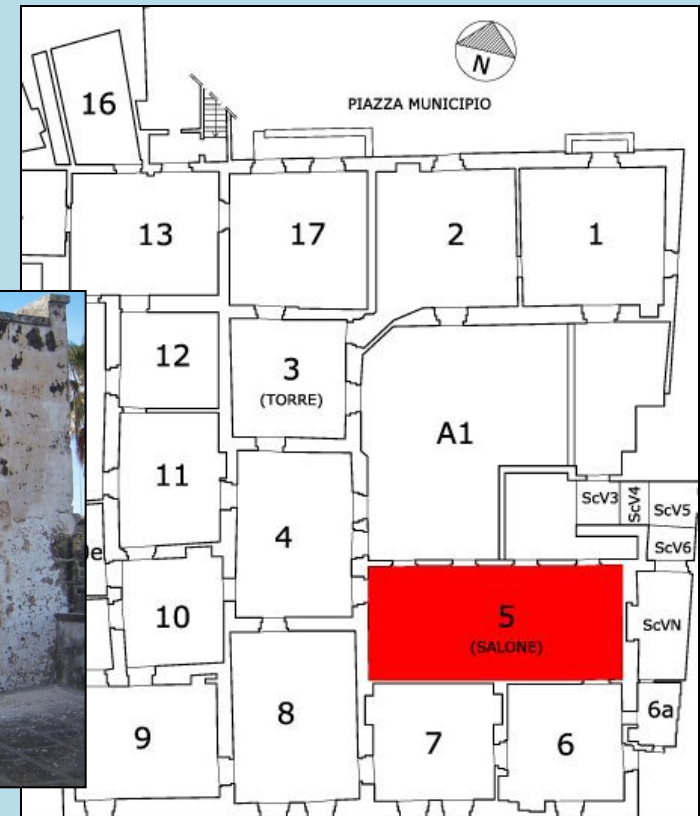 N
PIAZZA MUNICIPIO
16
13
17
2
1
12
3
(TORRE)
A1
11
ScV3
ScV4
ScV5
4
ScV6
e
10
5
(SALONE)
ScVN
6a
9
8
7
6